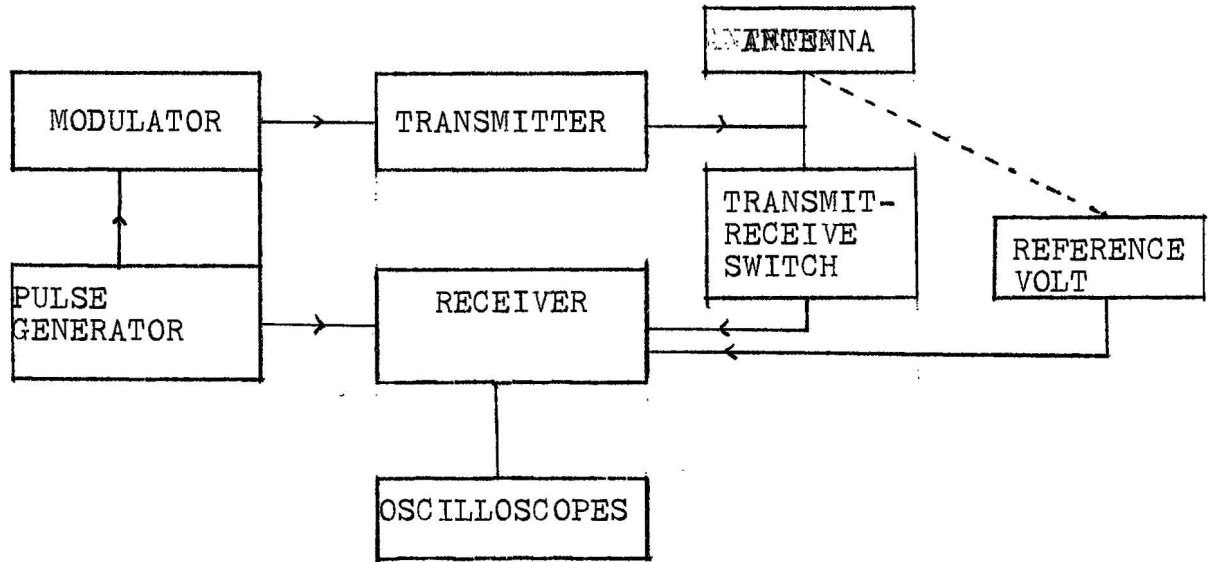 ANTENNA
MODULATOR
TRANSMITTER
TRANSMIT-
RECEIVE
SWITCH
REFERENCE
VOLT
PULSE
GENERATOR
RECEIVER
OSCILLOSCOPES